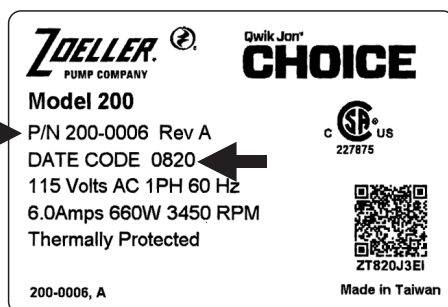 ZOELLER.
PUMP COMPANY
Qwik Jon®
CHOICE
Model 200
P/N 200-0006 Rev A
DATE CODE 0820
115 Volts AC 1PH 60 Hz
6.0Amps 660W 3450 RPM
Thermally Protected
200-0006, A
C SA® US
227875
ZT820J3EI
Made in Taiwan